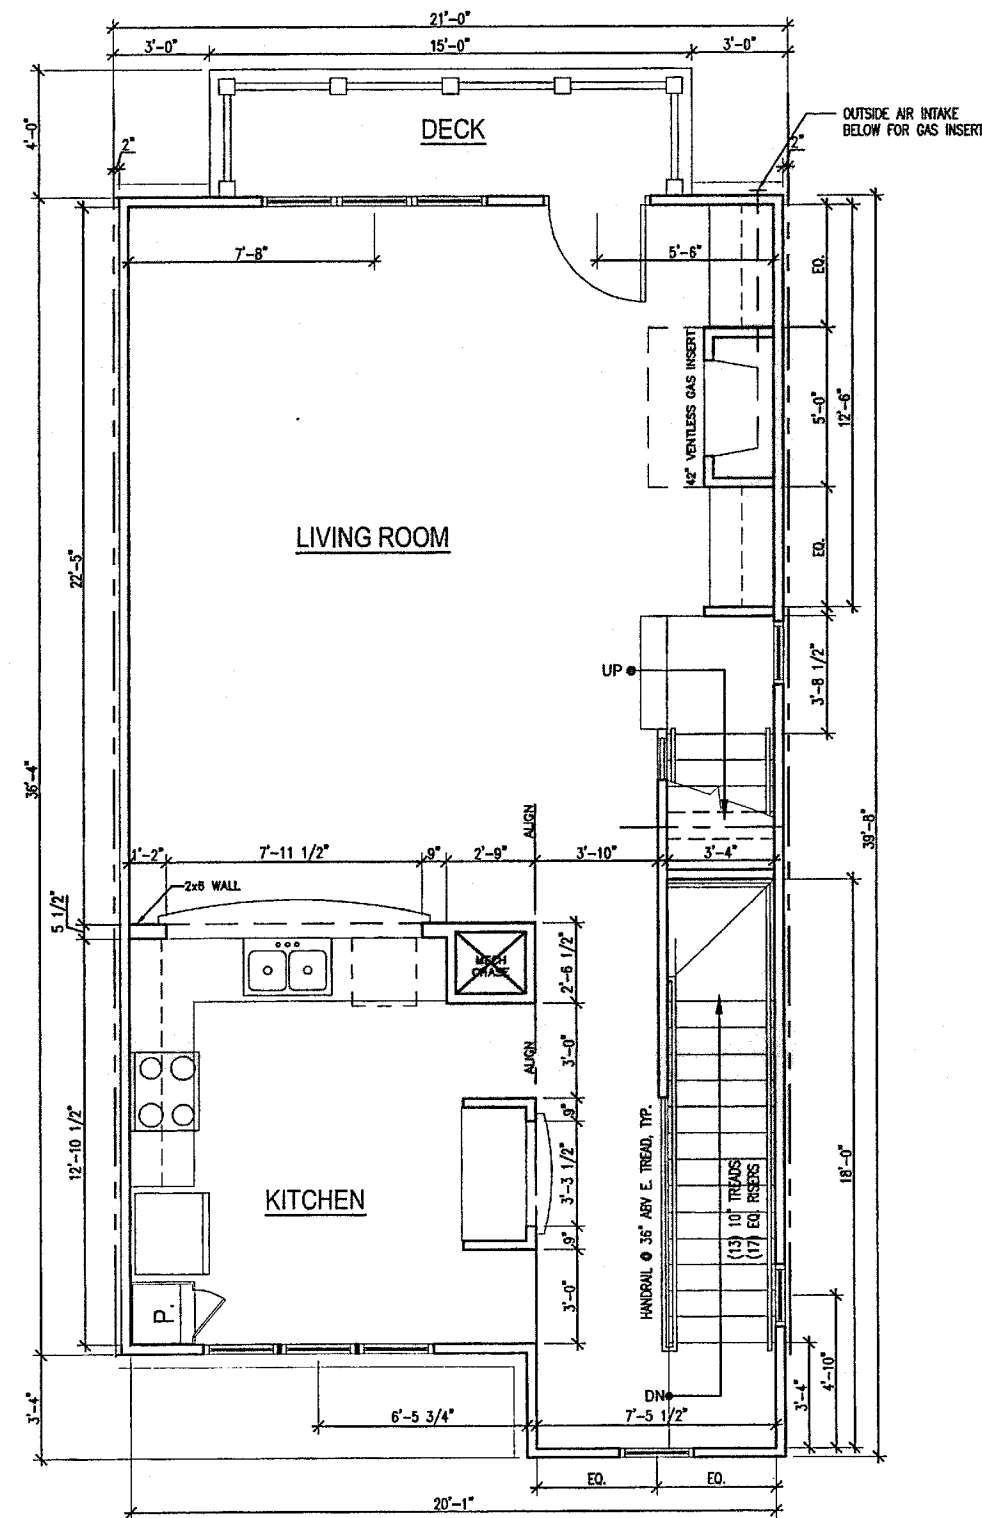 21'-0"
3'-0"
15'-0"
3'-0"
4'-0"
DECK
OUTSIDE AIR INTAKE
BELOW FOR GAS INSERT
2"
2"
7'-8"
5'-6"
EQ.
42" VENTLESS GAS INSERT
5'-0"
12'-6"
LIVING ROOM
EQ.
22'-5"
UP
3'-8 1/2"
36'-4"
39'-8"
ALIGN
1'-2"
7'-11 1/2"
9"
2'-9"
3'-10"
3'-4"
2x6 WALL
5 1/2"
MECH
CHASE
2'-6 1/2"
ALIGN
3'-0"
9"
12'-10 1/2"
3'-3 1/2"
HANDRAIL @ 36" ABV E. TREAD, TYP.
(13) 10" TREADS
(17) EQ. RISERS
18'-0"
KITCHEN
9"
3'-0"
P.
DN
3'-4"
4'-10"
3'-4"
6'-5 3/4"
7'-5 1/2"
EQ.
EQ.
20'-1"